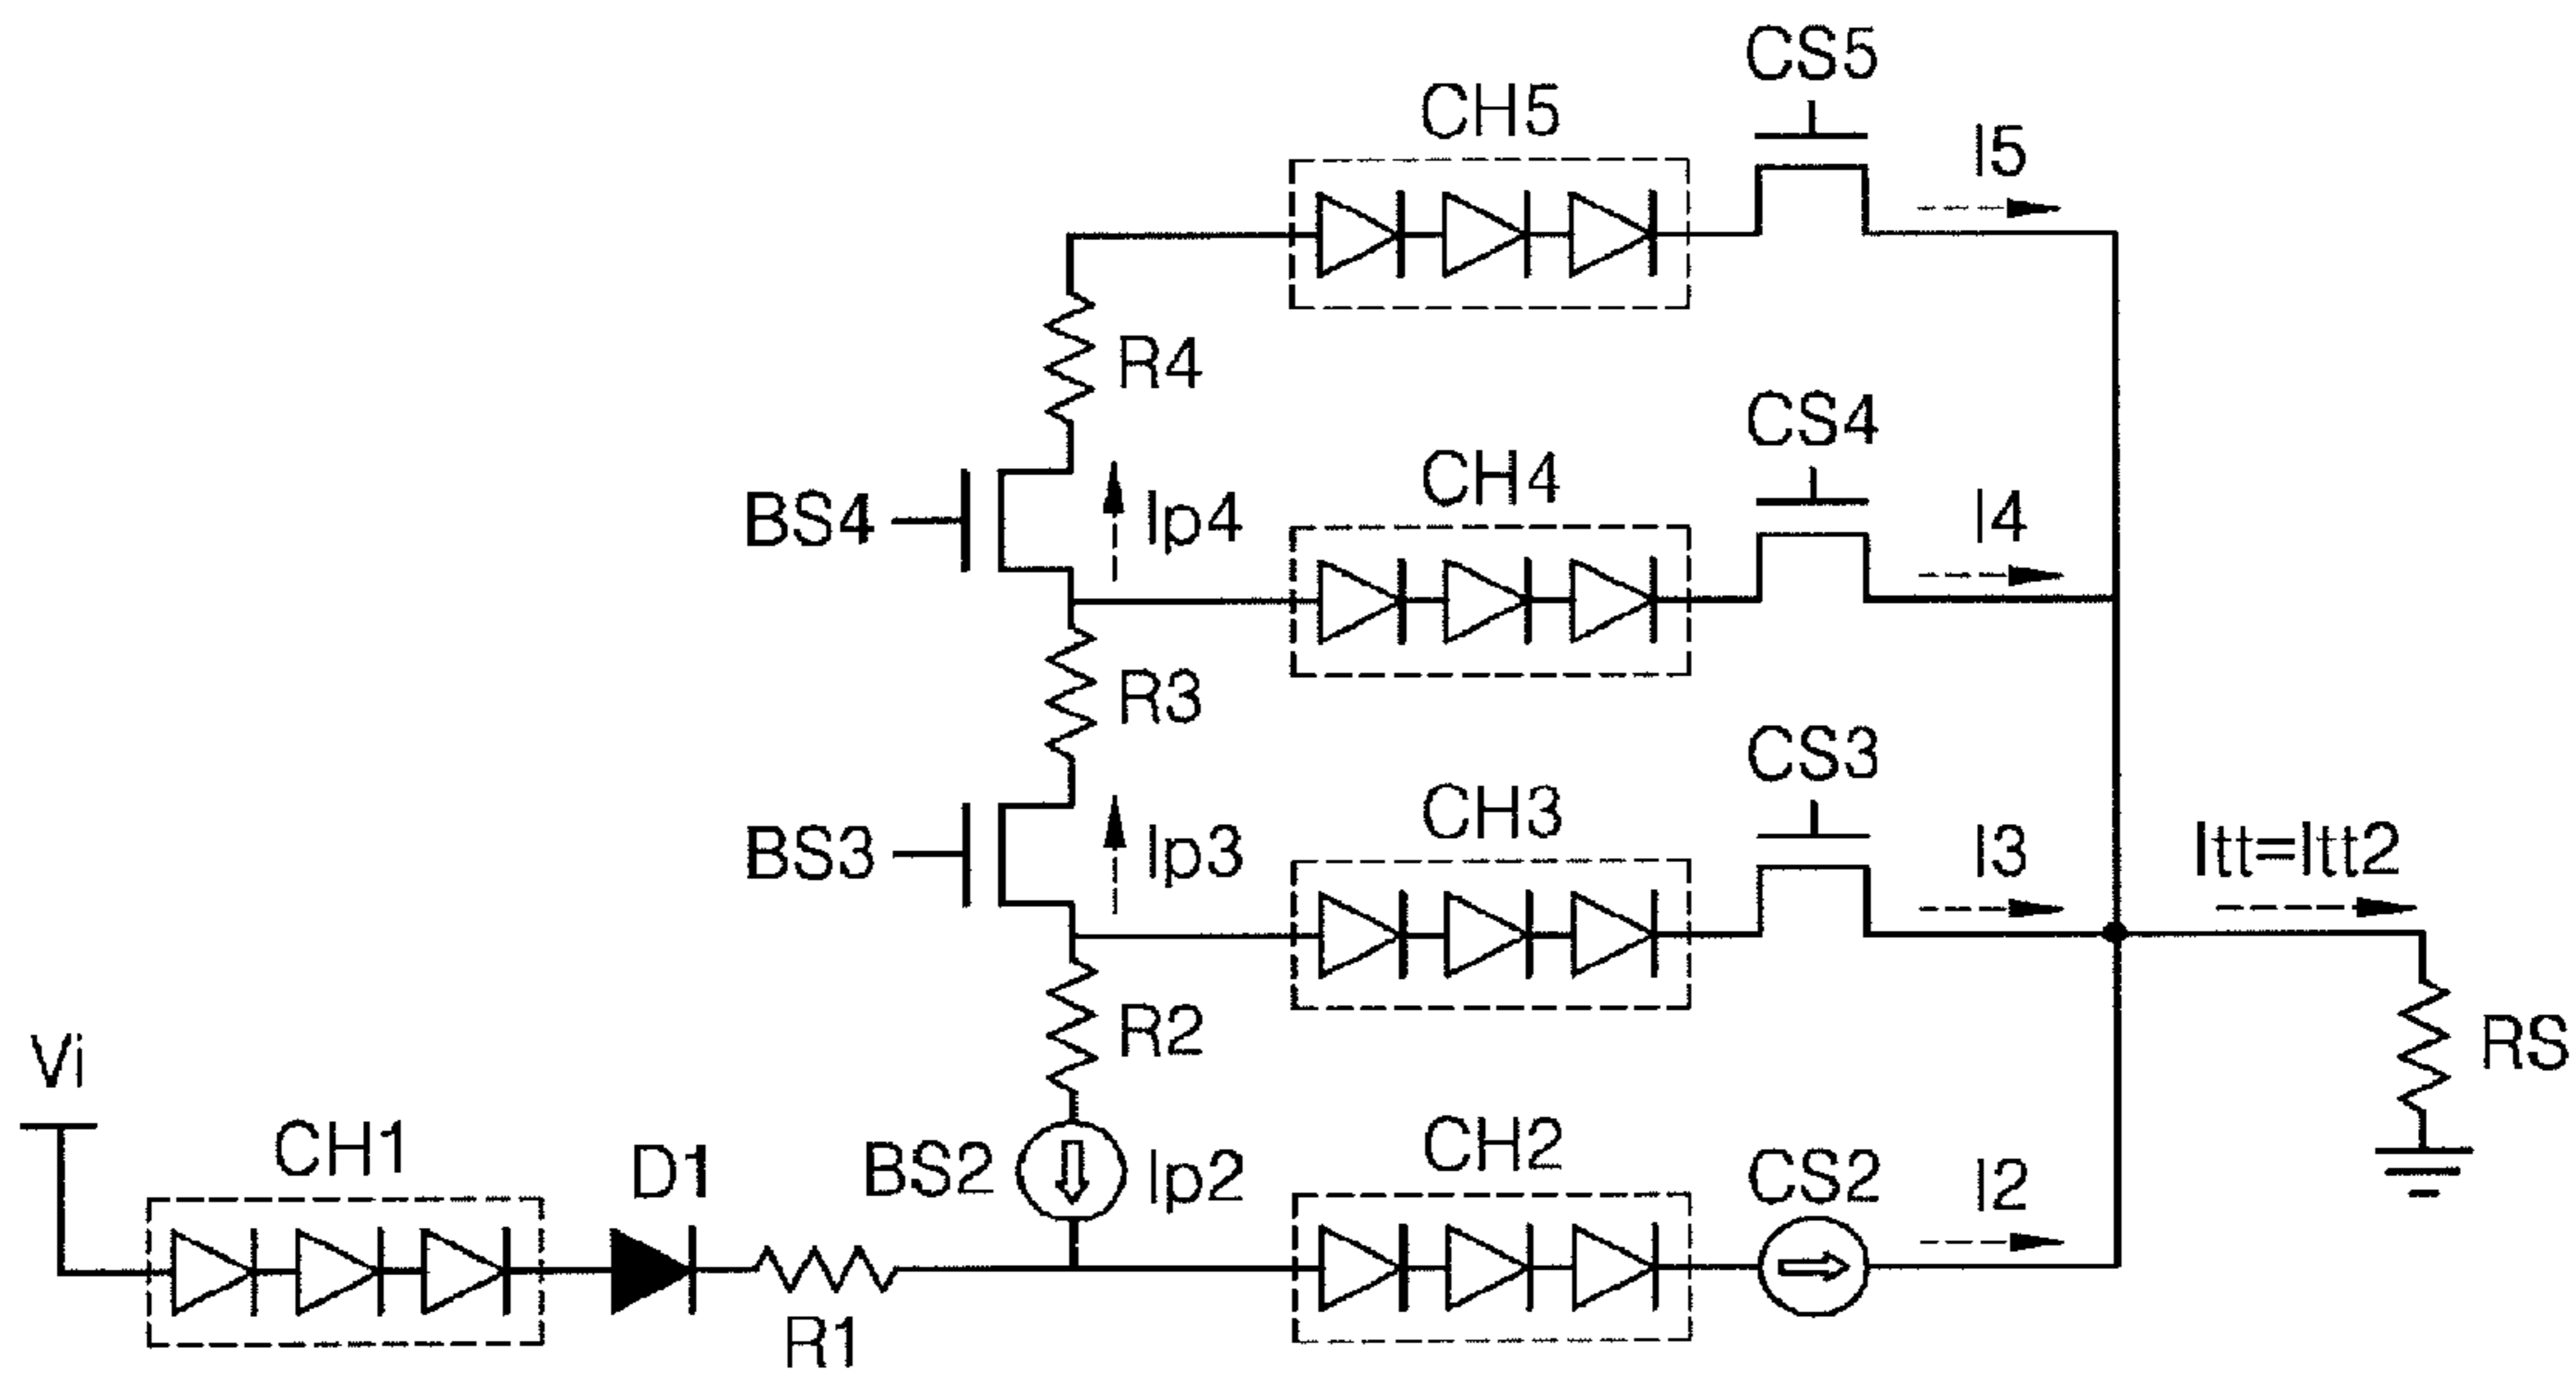 CS5
CH5
I5
R4
CS4
CH4
BS4
Ip4
I4
R3
CS3
CH3
BS3
Ip3
I3
Itt=Itt2
R2
RS
Vi
CH1
D1
BS2
Ip2
CH2
CS2
I2
R1